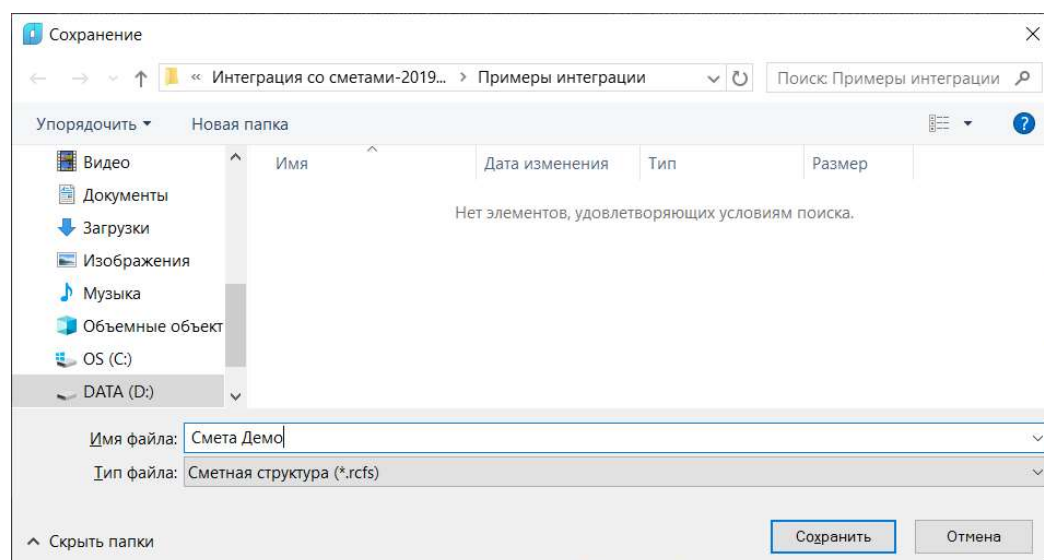 Сохранение
« Интеграция со сметами-2019... › Примеры интеграции
Поиск: Примеры интеграции
Упорядочить
Новая папка
Видео
Документы
Загрузки
Изображения
Музыка
Объемные объект
OS (C:)
DATA (D:)
Имя Дата изменения Тип Размер
Нет элементов, удовлетворяющих условиям поиска.
Имя файла: Смета Демо
Тип файла: Сметная структура (*.rcfs)
Скрыть папки
Сохранить Отмена